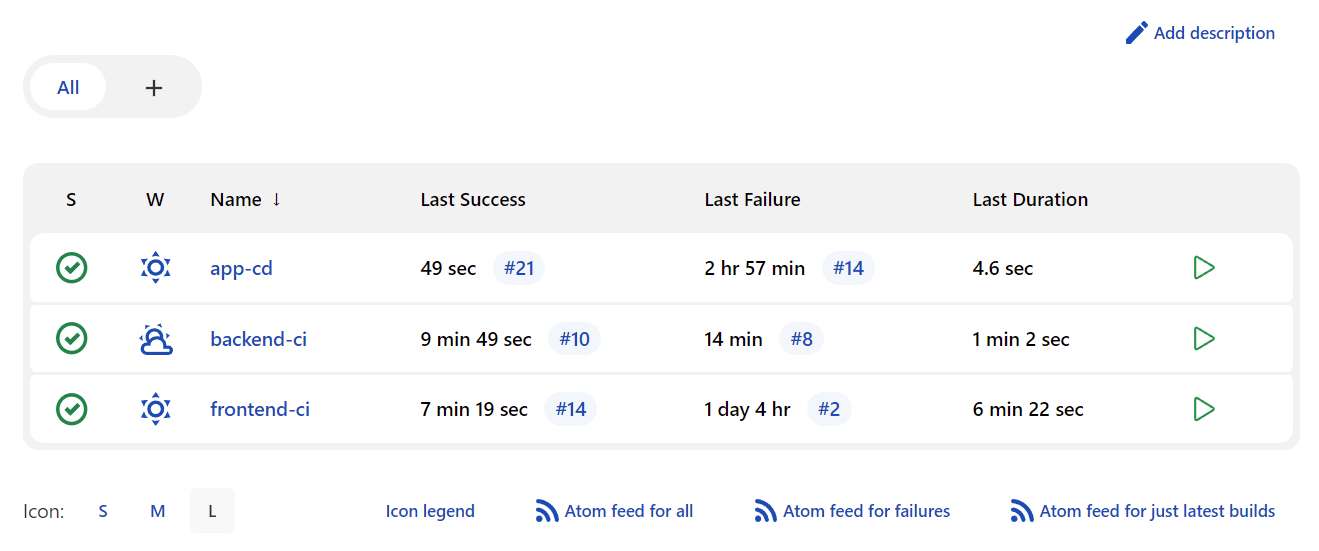 Add description
All +
S W Name ↓ Last Success Last Failure Last Duration
app-cd 49 sec #21 2 hr 57 min #14 4.6 sec
backend-ci 9 min 49 sec #10 14 min #8 1 min 2 sec
frontend-ci 7 min 19 sec #14 1 day 4 hr #2 6 min 22 sec
Icon: S M L Icon legend Atom feed for all Atom feed for failures Atom feed for just latest builds